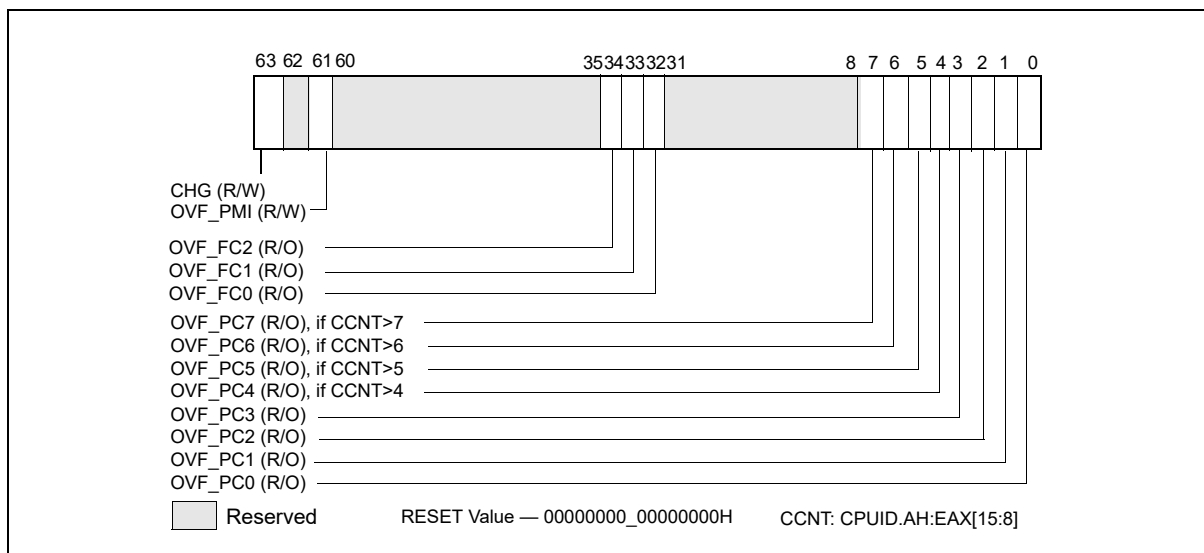 63 62 61 60 35 34 33 32 31 8 7 6 5 4 3 2 1 0
CHG (R/W)
OVF_PMI (R/W)
OVF_FC2 (R/O)
OVF_FC1 (R/O)
OVF_FC0 (R/O)
OVF_PC7 (R/O), if CCNT>7
OVF_PC6 (R/O), if CCNT>6
OVF_PC5 (R/O), if CCNT>5
OVF_PC4 (R/O), if CCNT>4
OVF_PC3 (R/O)
OVF_PC2 (R/O)
OVF_PC1 (R/O)
OVF_PC0 (R/O)
Reserved RESET Value — 00000000_00000000H CCNT: CPUID.AH:EAX[15:8]